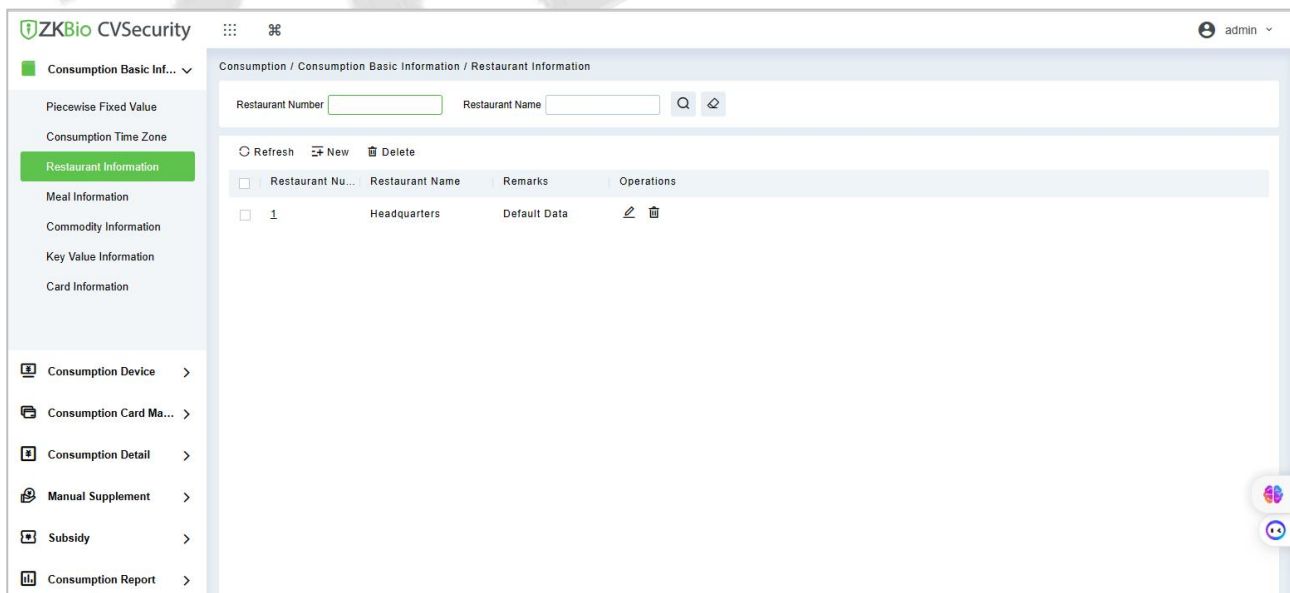 ZKBio CVSecurity
admin
Consumption Basic Inf...
Piecewise Fixed Value
Consumption Time Zone
Restaurant Information
Meal Information
Commodity Information
Key Value Information
Card Information
Consumption Device
Consumption Card Ma...
Consumption Detail
Manual Supplement
Subsidy
Consumption Report
Consumption / Consumption Basic Information / Restaurant Information
Restaurant Number Restaurant Name
Refresh New Delete
Restaurant Nu... Restaurant Name Remarks Operations
1 Headquarters Default Data